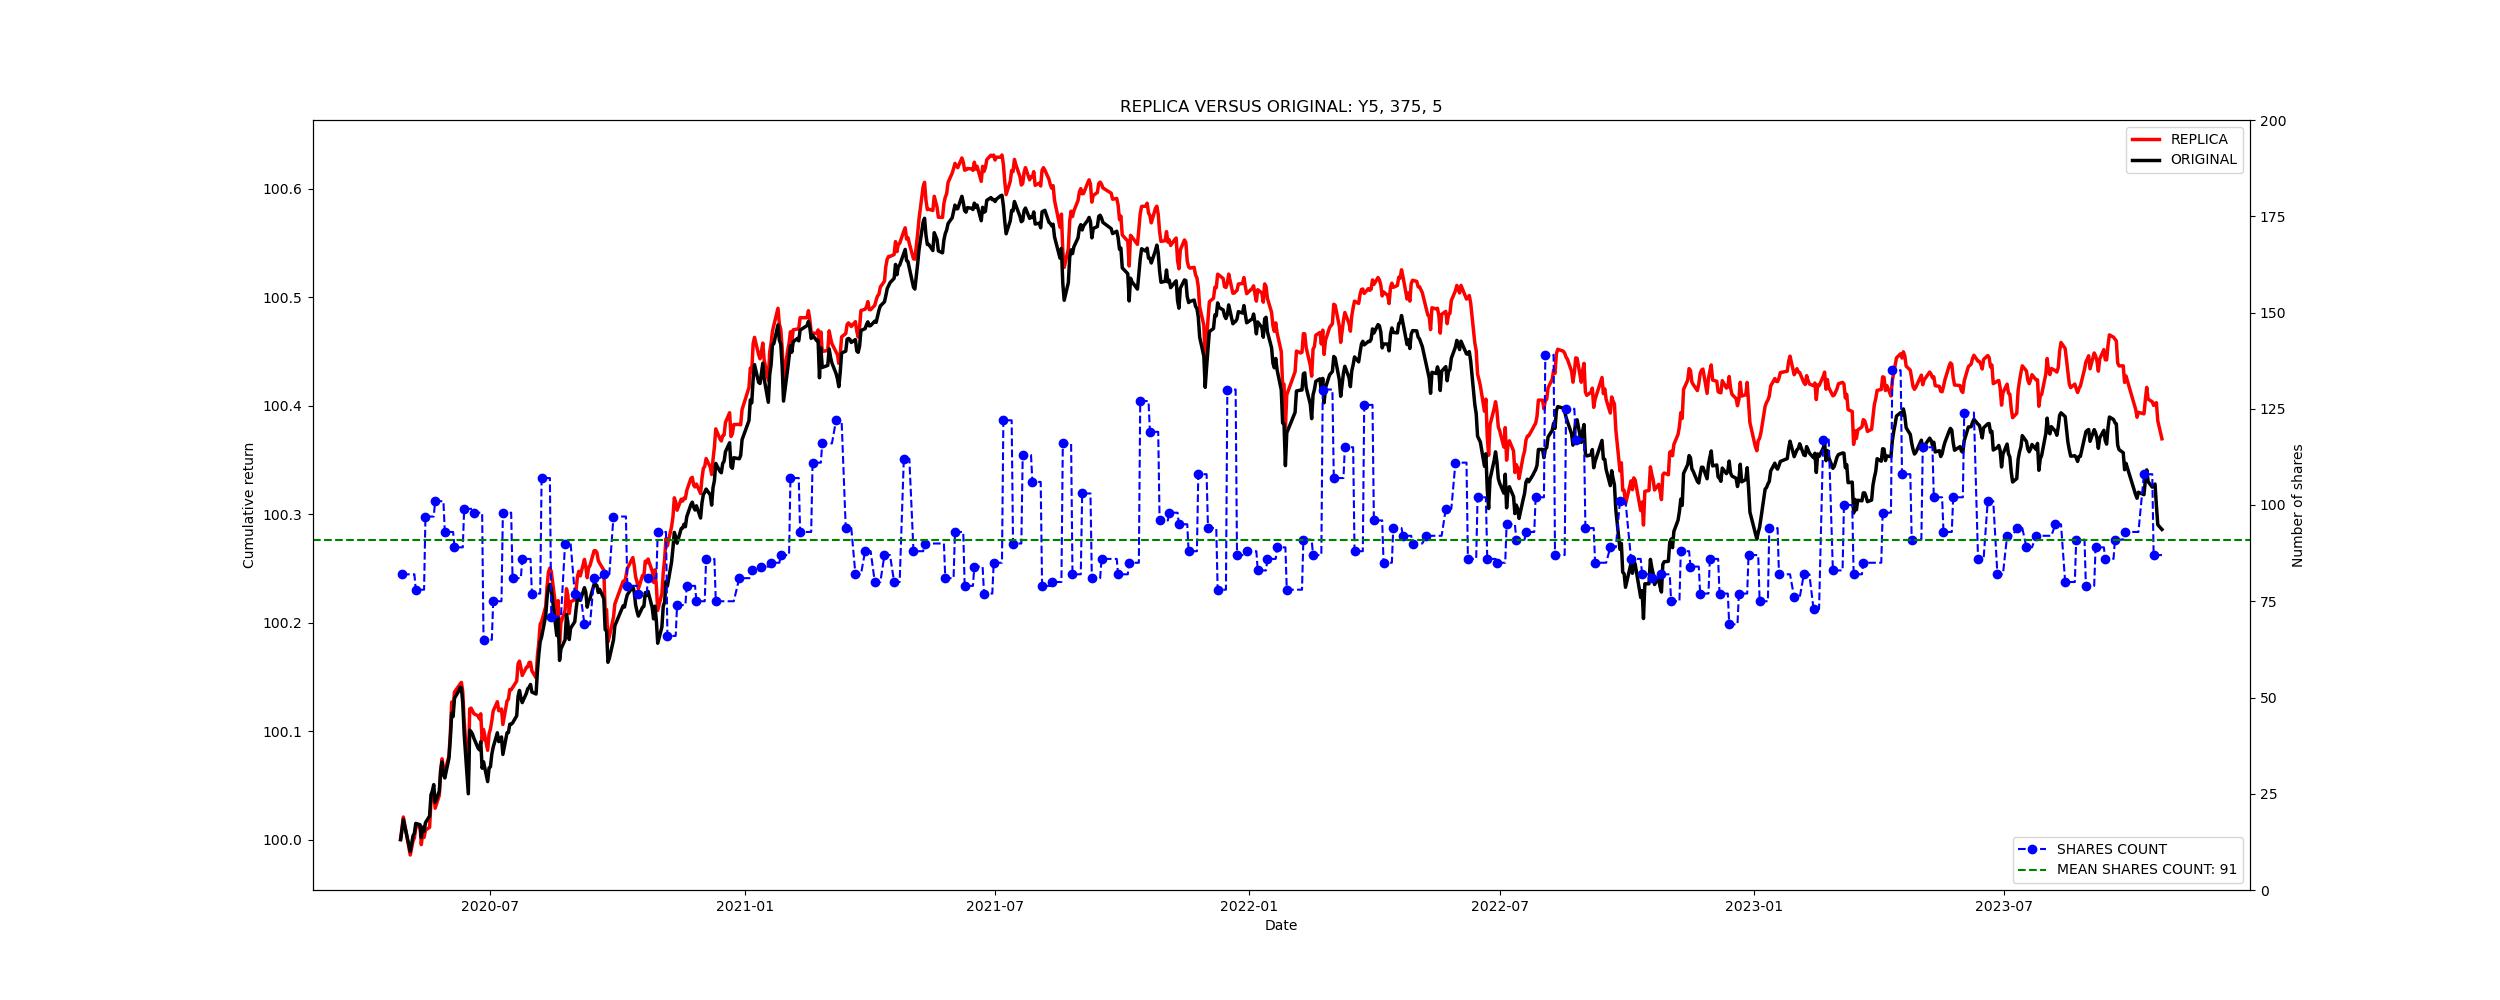 REPLICA VERSUS ORIGINAL: Y5, 375, 5
REPLICA
ORIGINAL
Cumulative return
100.6
100.5
100.4
100.3
100.2
100.1
100.0
200
175
150
125
100
75
50
25
0
Number of shares
SHARES COUNT
MEAN SHARES COUNT: 91
2020-07
2021-01
2021-07
2022-01
2022-07
2023-01
2023-07
Date